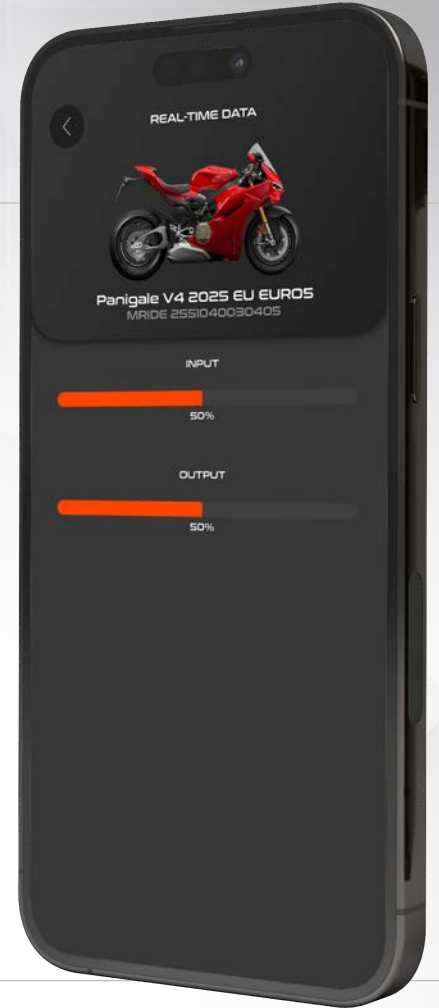 REAL-TIME DATA
Panigale V4 2025 EU EURO5
MRIDE 2551040030405
INPUT
50%
OUTPUT
50%